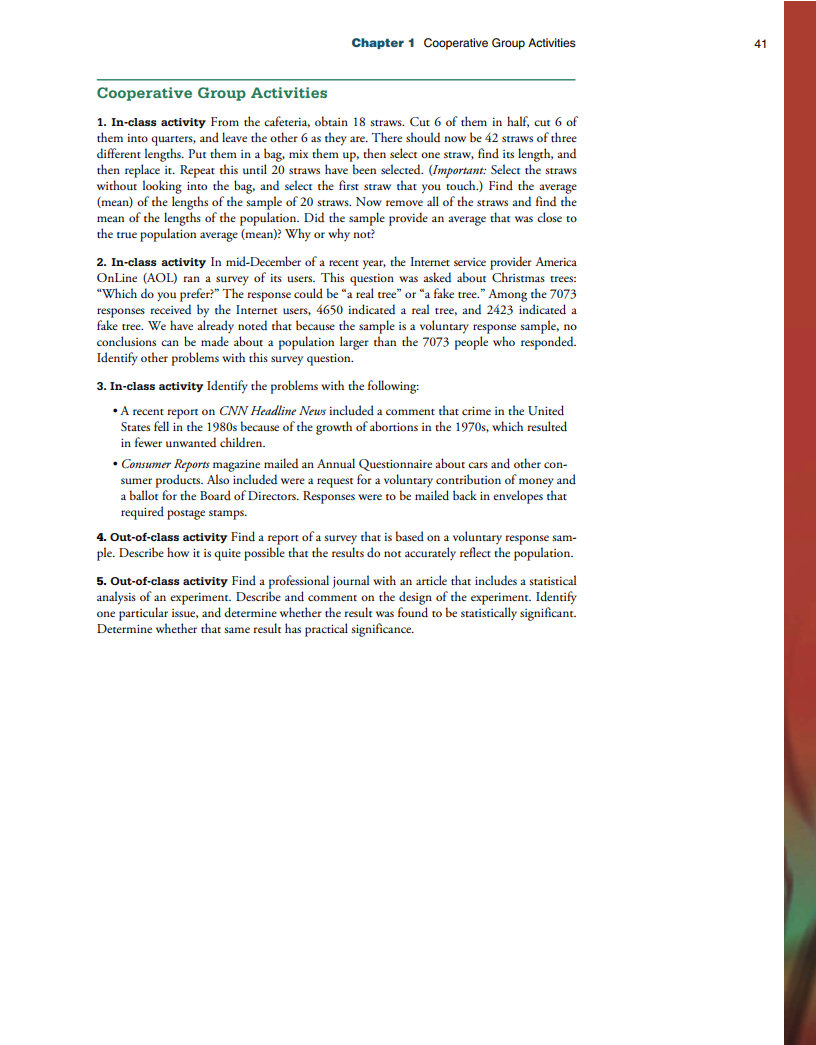 Chapter 1 Cooperative Group Activities 41
Cooperative Group Activities
1. In-class activity From the cafeteria, obtain 18 straws. Cut 6 of them in half, cut 6 of
them into quarters, and leave the other 6 as they are. There should now be 42 straws of three
different lengths. Put them in a bag, mix them up, then select one straw, find its length, and
then replace it. Repeat this until 20 straws have been selected. (Important: Select the straws
without looking into the bag, and select the first straw that you touch.) Find the average
(mean) of the lengths of the sample of 20 straws. Now remove all of the straws and find the
mean of the lengths of the population. Did the sample provide an average that was close to
the true population average (mean)? Why or why not?
2. In-class activity In mid-December of a recent year, the Internet service provider America
OnLine (AOL) ran a survey of its users. This question was asked about Christmas trees:
“Which do you prefer?” The response could be “a real tree” or “a fake tree.” Among the 7073
responses received by the Internet users, 4650 indicated a real tree, and 2423 indicated a
fake tree. We have already noted that because the sample is a voluntary response sample, no
conclusions can be made about a population larger than the 7073 people who responded.
Identify other problems with this survey question.
3. In-class activity Identify the problems with the following:
• A recent report on CNN Headline News included a comment that crime in the United
States fell in the 1980s because of the growth of abortions in the 1970s, which resulted
in fewer unwanted children.
• Consumer Reports magazine mailed an Annual Questionnaire about cars and other con-
sumer products. Also included were a request for a voluntary contribution of money and
a ballot for the Board of Directors. Responses were to be mailed back in envelopes that
required postage stamps.
4. Out-of-class activity Find a report of a survey that is based on a voluntary response sam-
ple. Describe how it is quite possible that the results do not accurately reflect the population.
5. Out-of-class activity Find a professional journal with an article that includes a statistical
analysis of an experiment. Describe and comment on the design of the experiment. Identify
one particular issue, and determine whether the result was found to be statistically significant.
Determine whether that same result has practical significance.